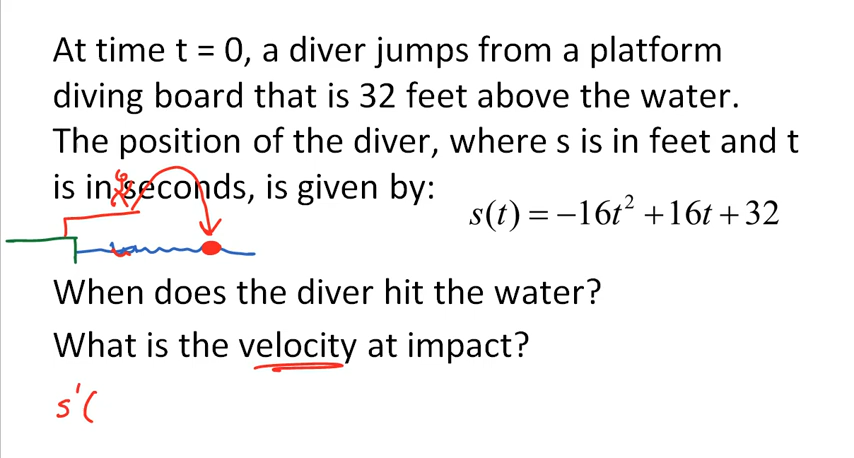 At time t = 0, a diver jumps from a platform
diving board that is 32 feet above the water.
The position of the diver, where s is in feet and t
is in seconds, is given by:
s(t) = −16t² + 16t + 32
When does the diver hit the water?
What is the velocity at impact?
s'(